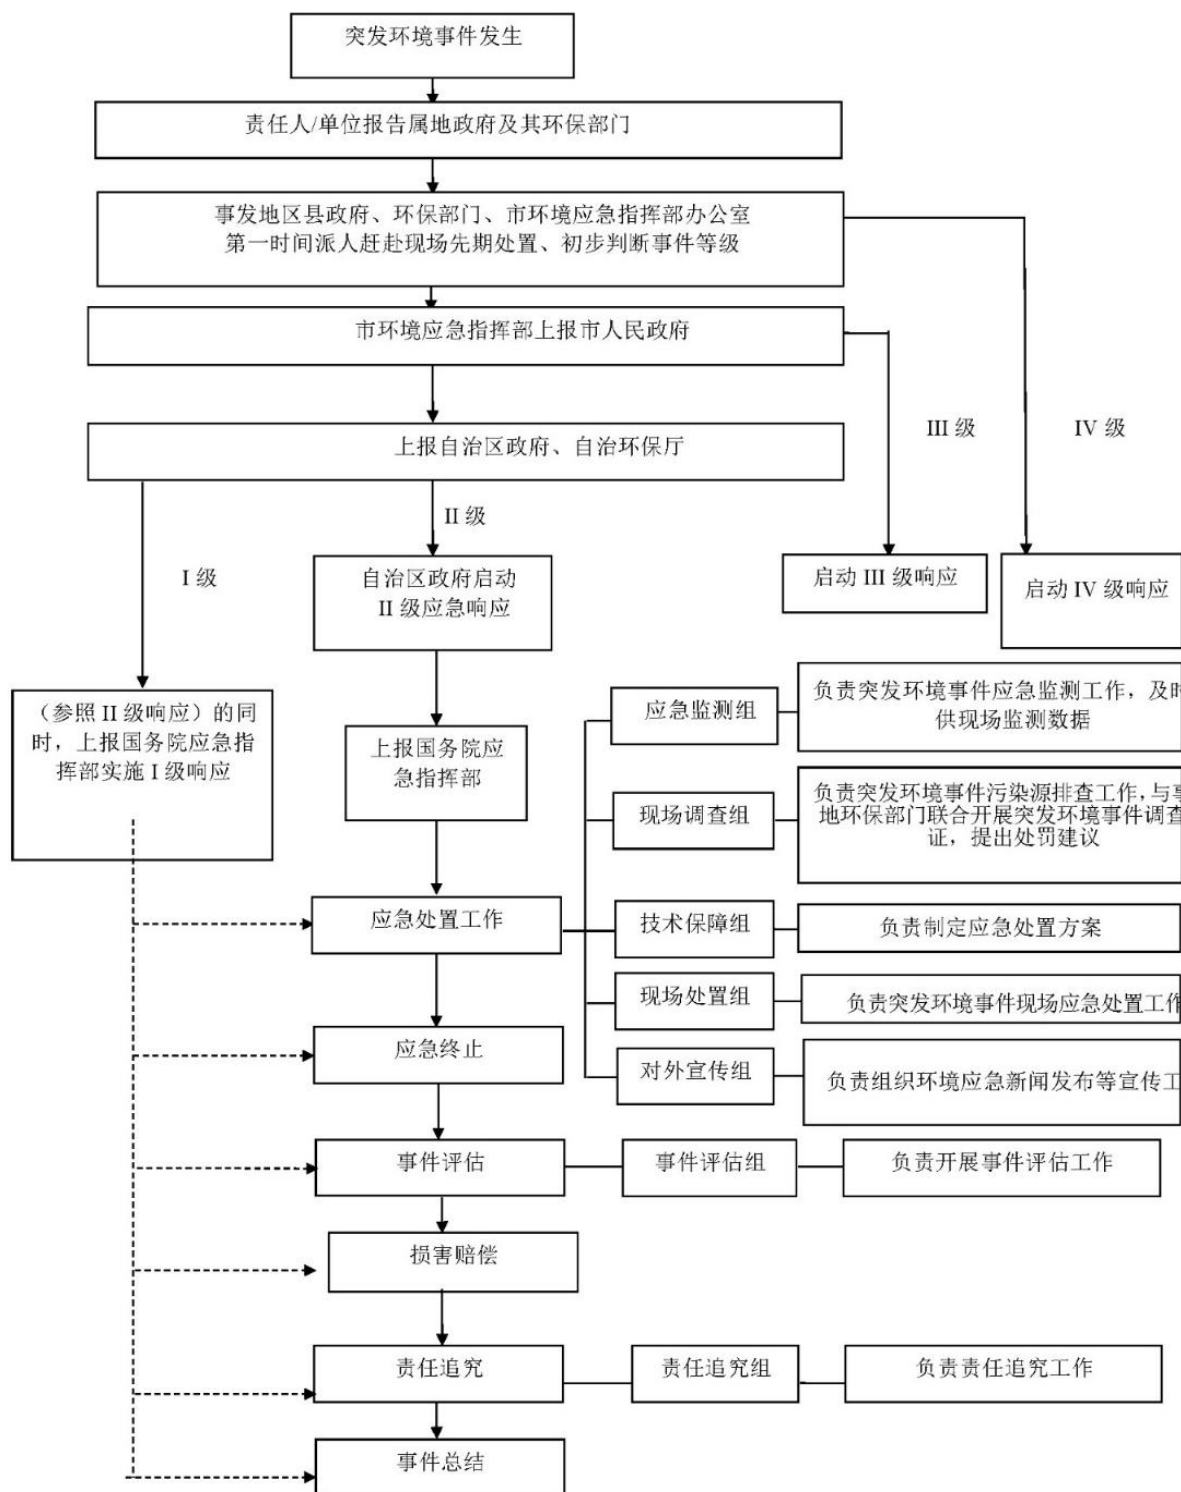 突发环境事件发生
责任人/单位报告属地政府及其环保部门
事发地区县政府、环保部门、市环境应急指挥部办公室
第一时间派人赶赴现场先期处置、初步判断事件等级
市环境应急指挥部上报市人民政府
III 级
IV 级
上报自治区政府、自治环保厅
II 级
I 级
自治区政府启动
II 级应急响应
启动 III 级响应
启动 IV 级响应
（参照 II 级响应）的同
时，上报国务院应急指
挥部实施 I 级响应
上报国务院应
急指挥部
应急监测组
负责突发环境事件应急监测工作，及时
供现场监测数据
现场调查组
负责突发环境事件污染源排查工作，与事
地环保部门联合开展突发环境事件调查
证，提出处罚建议
应急处置工作
技术保障组
负责制定应急处置方案
现场处置组
负责突发环境事件现场应急处置工作
应急终止
对外宣传组
负责组织环境应急新闻发布等宣传工
事件评估
事件评估组
负责开展事件评估工作
损害赔偿
责任追究
责任追究组
负责责任追究工作
事件总结